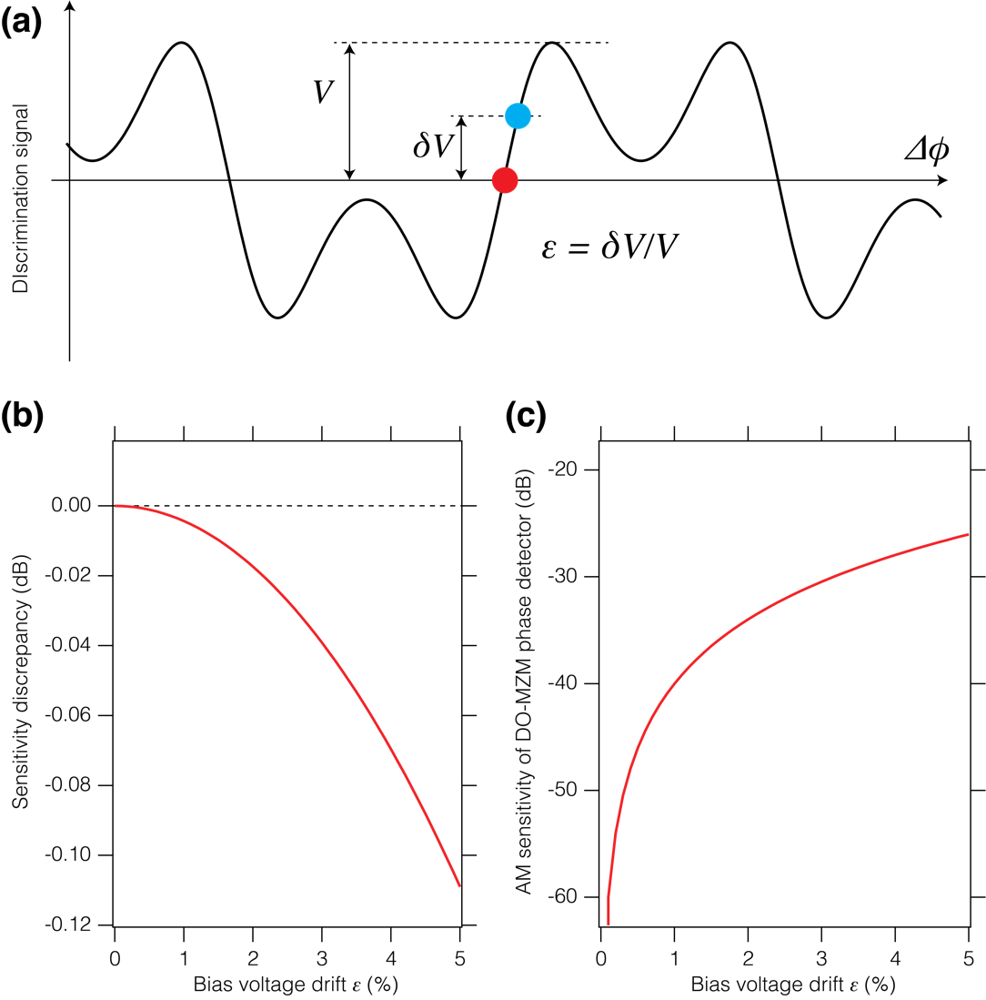 (a)
DIscrimination signal
V
δV
Δϕ
ε = δV/V
(b)
Sensitivity discrepancy (dB)
0.00
-0.02
-0.04
-0.06
-0.08
-0.10
-0.12
0 1 2 3 4 5
Bias voltage drift ε (%)
(c)
AM sensitivity of DO-MZM phase detector (dB)
-20
-30
-40
-50
-60
0 1 2 3 4 5
Bias voltage drift ε (%)